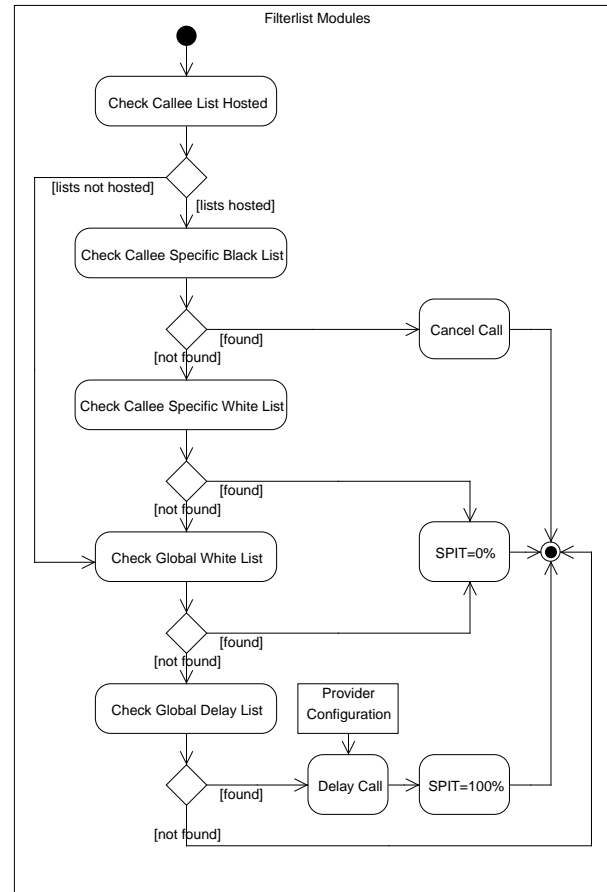 Filterlist Modules
Check Callee List Hosted
[lists not hosted]
[lists hosted]
Check Callee Specific Black List
[found]
Cancel Call
[not found]
Check Callee Specific White List
[found]
[not found]
Check Global White List
SPIT=0%
[found]
[not found]
Check Global Delay List
Provider
Configuration
Delay Call
SPIT=100%
[found]
[not found]